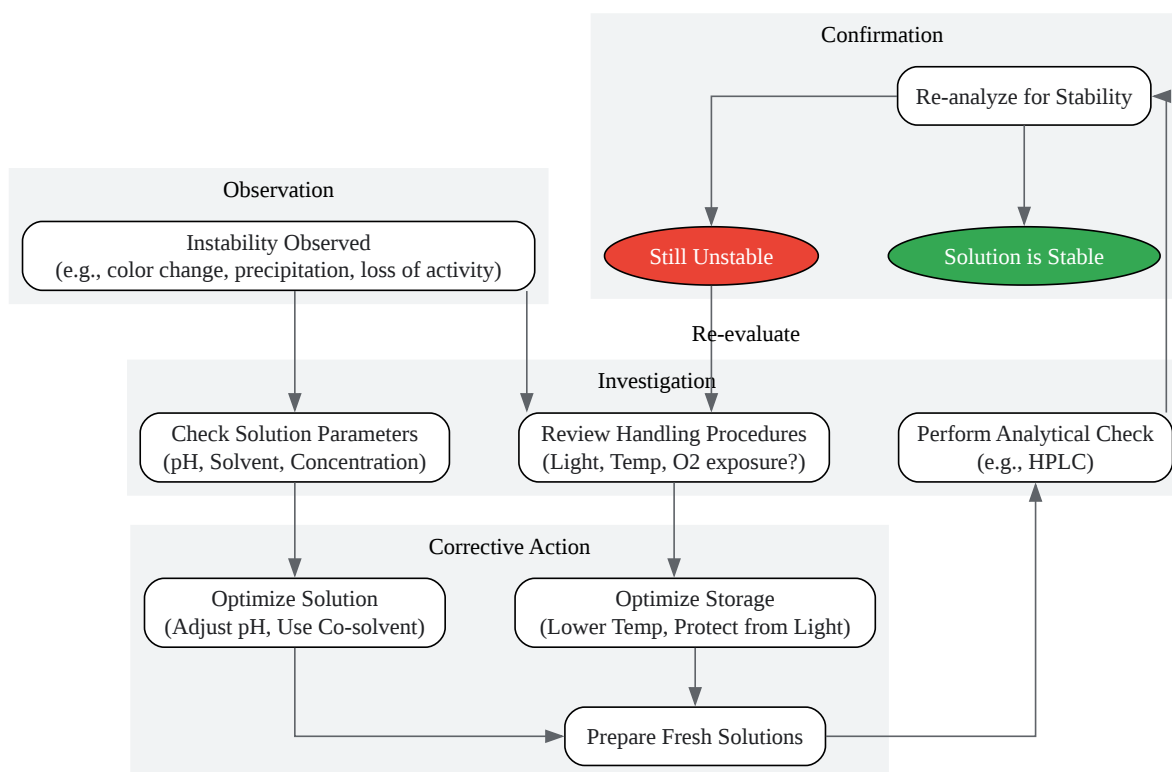 Confirmation
Re-analyze for Stability
Observation
Instability Observed
(e.g., color change, precipitation, loss of activity)
Still Unstable
Solution is Stable
Re-evaluate
Investigation
Check Solution Parameters
(pH, Solvent, Concentration)
Review Handling Procedures
(Light, Temp, O2 exposure?)
Perform Analytical Check
(e.g., HPLC)
Corrective Action
Optimize Solution
(Adjust pH, Use Co-solvent)
Optimize Storage
(Lower Temp, Protect from Light)
Prepare Fresh Solutions